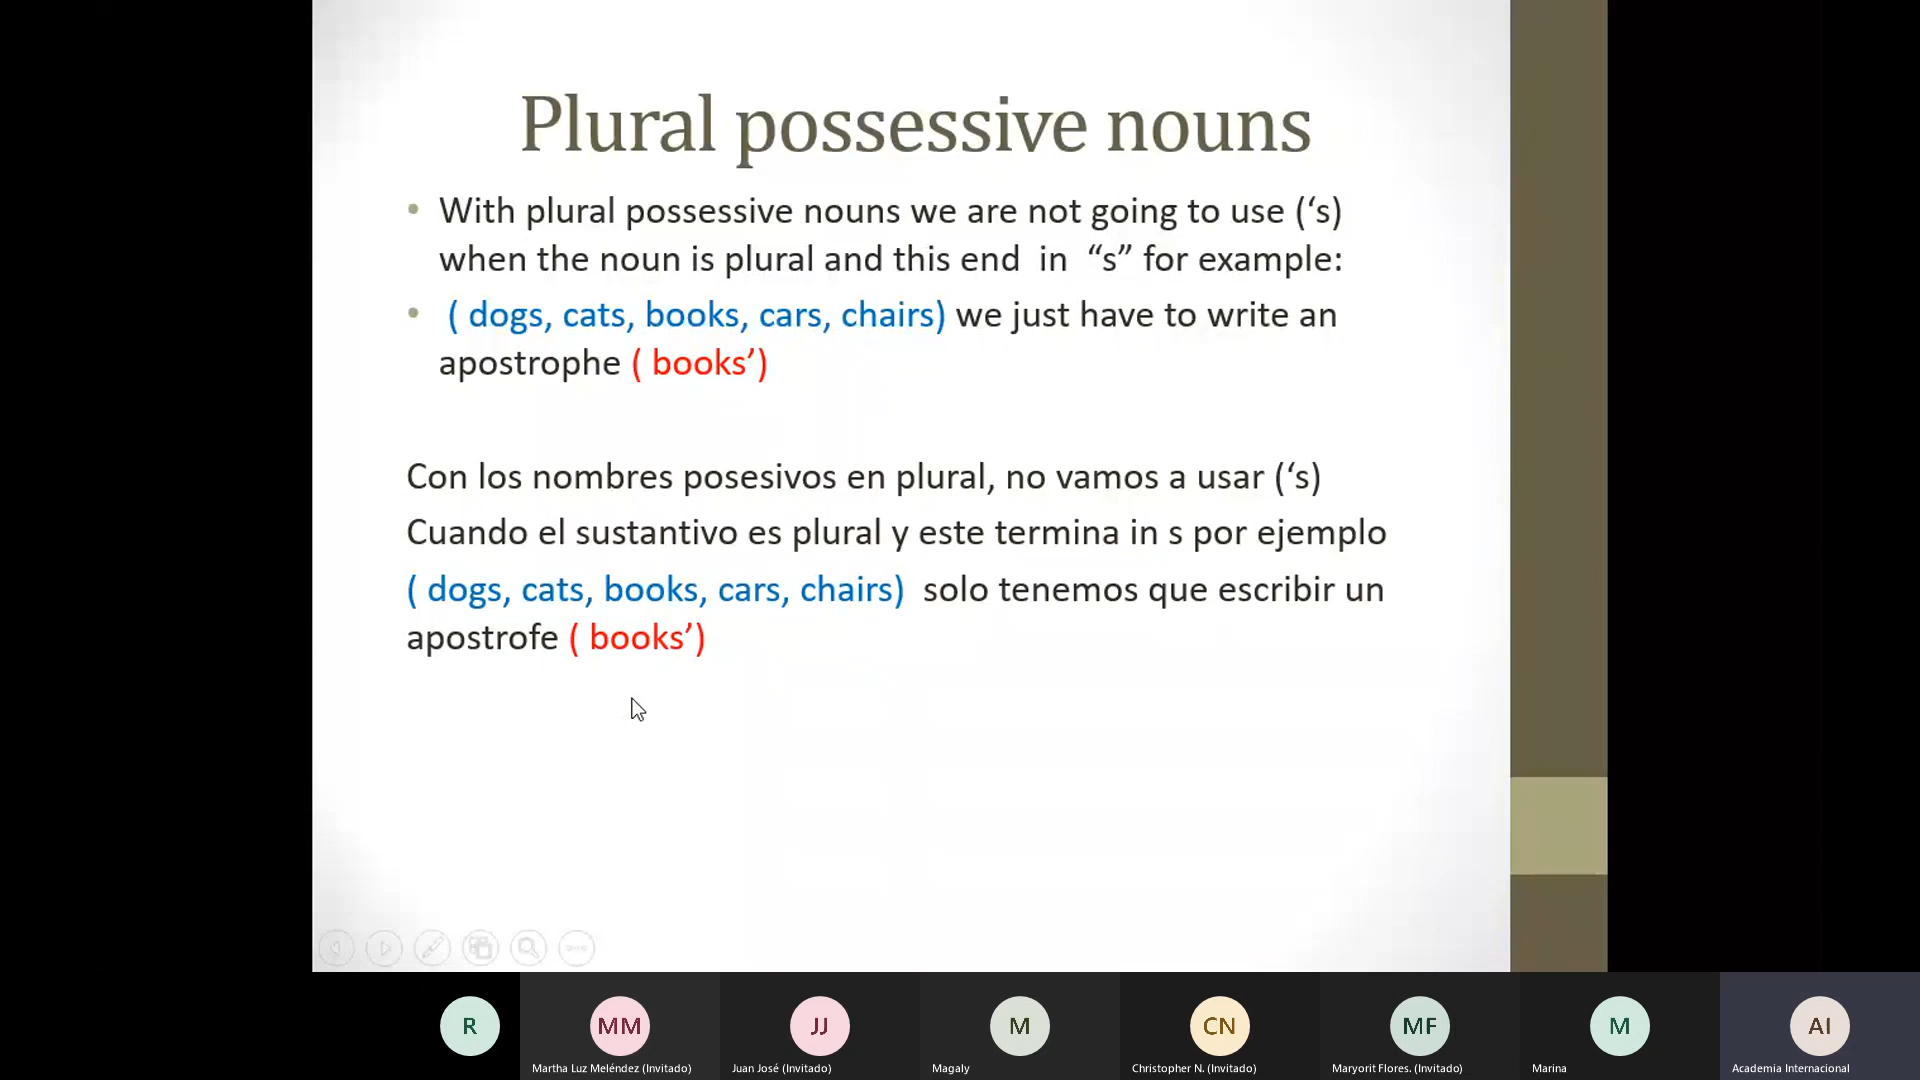 Plural possessive nouns
• With plural possessive nouns we are not going to use (‘s)
when the noun is plural and this end  in  “s” for example:
• ( dogs, cats, books, cars, chairs) we just have to write an
apostrophe ( books’)
Con los nombres posesivos en plural, no vamos a usar (‘s)
Cuando el sustantivo es plural y este termina in s por ejemplo
( dogs, cats, books, cars, chairs)  solo tenemos que escribir un
apostrofe ( books’)
R MM JJ M CN MF M AI
Martha Luz Meléndez (Invitado) Juan José (Invitado) Magaly Christopher N. (Invitado) Maryorit Flores. (Invitado) Marina Academia Internacional